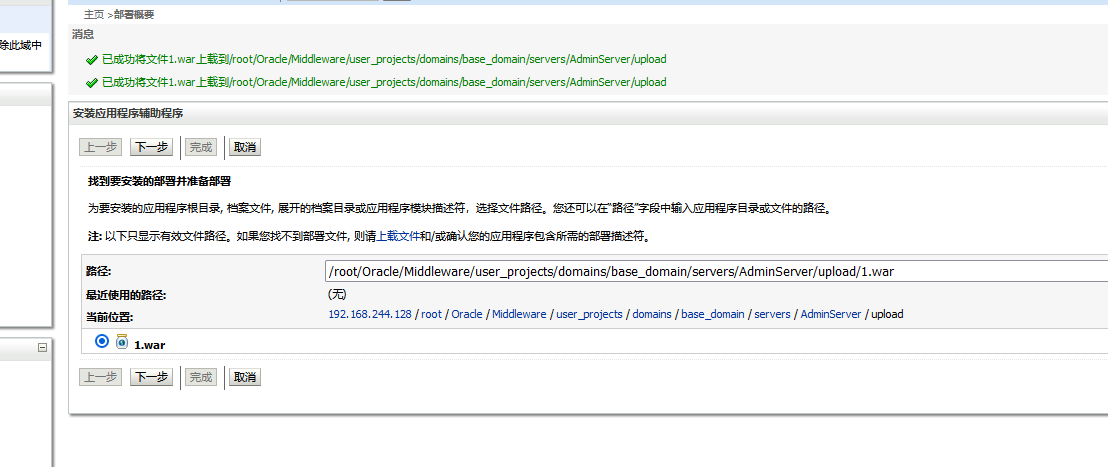 主页 >部署概要
除此域中
消息
已成功将文件1.war上载到/root/Oracle/Middleware/user_projects/domains/base_domain/servers/AdminServer/upload
已成功将文件1.war上载到/root/Oracle/Middleware/user_projects/domains/base_domain/servers/AdminServer/upload
安装应用程序辅助程序
上一步 下一步 完成 取消
找到要安装的部署并准备部署
为要安装的应用程序根目录, 档案文件, 展开的档案目录或应用程序模块描述符，选择文件路径。您还可以在“路径”字段中输入应用程序目录或文件的路径。
注: 以下只显示有效文件路径。如果您找不到部署文件, 则请上载文件和/或确认您的应用程序包含所需的部署描述符。
路径: /root/Oracle/Middleware/user_projects/domains/base_domain/servers/AdminServer/upload/1.war
最近使用的路径: (无)
当前位置: 192.168.244.128 / root / Oracle / Middleware / user_projects / domains / base_domain / servers / AdminServer / upload
1.war
上一步 下一步 完成 取消